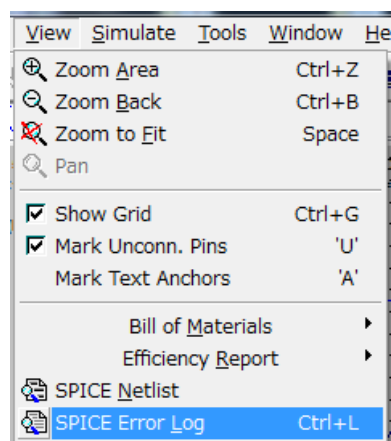 View Simulate Tools Window He
Zoom Area Ctrl+Z
Zoom Back Ctrl+B
Zoom to Fit Space
Pan
Show Grid Ctrl+G
Mark Unconn. Pins 'U'
Mark Text Anchors 'A'
Bill of Materials
Efficiency Report
SPICE Netlist
SPICE Error Log Ctrl+L